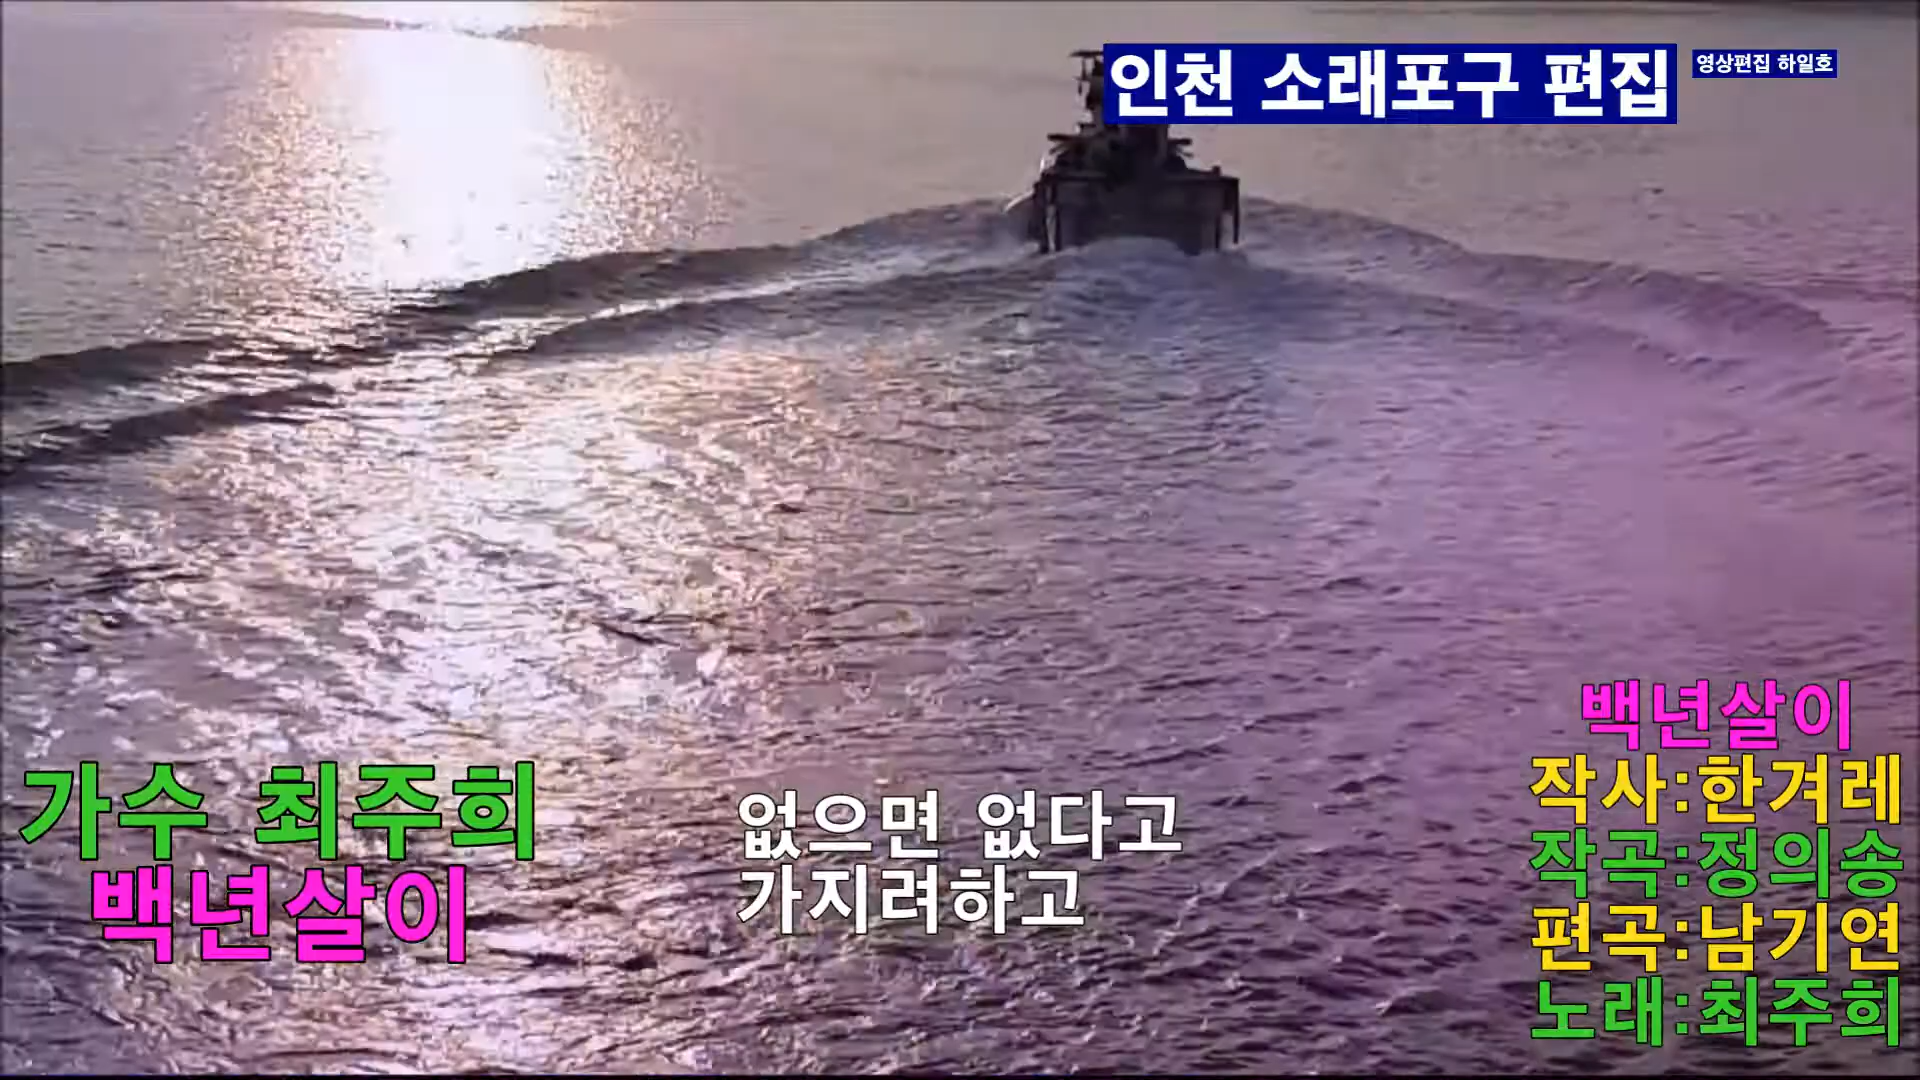 인천 소래포구 편집
영상편집 하일호
가수 최주희
백년살이
없으면 없다고
가지려하고
백년살이
작사:한겨레
작곡:정의송
편곡:남기연
노래:최주희